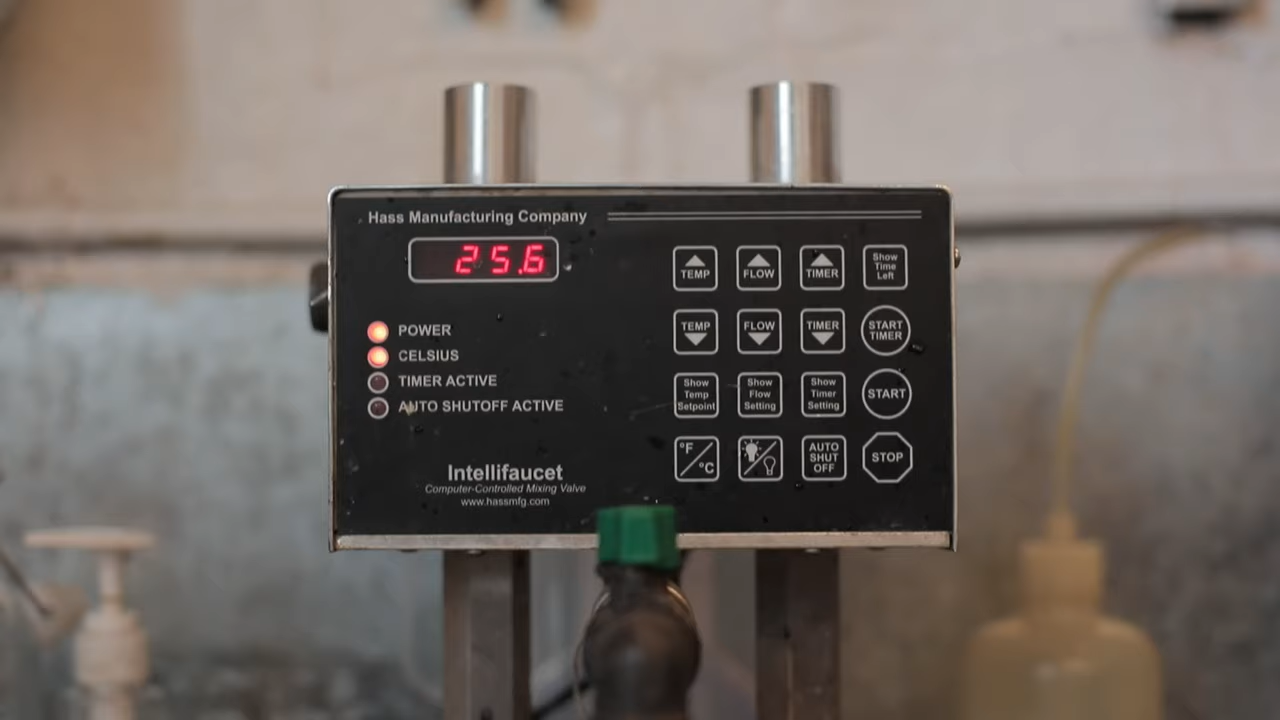 Hass Manufacturing Company
25.6
POWER
CELSIUS
TIMER ACTIVE
AUTO SHUTOFF ACTIVE
Intellifaucet
Computer-Controlled Mixing Valve
www.hassmfg.com
TEMP
FLOW
TIMER
Show
Time
Left
TEMP
FLOW
TIMER
START
TIMER
Show
Temp
Setpoint
Show
Flow
Setting
Show
Timer
Setting
START
°F
°C
AUTO
SHUT
OFF
STOP